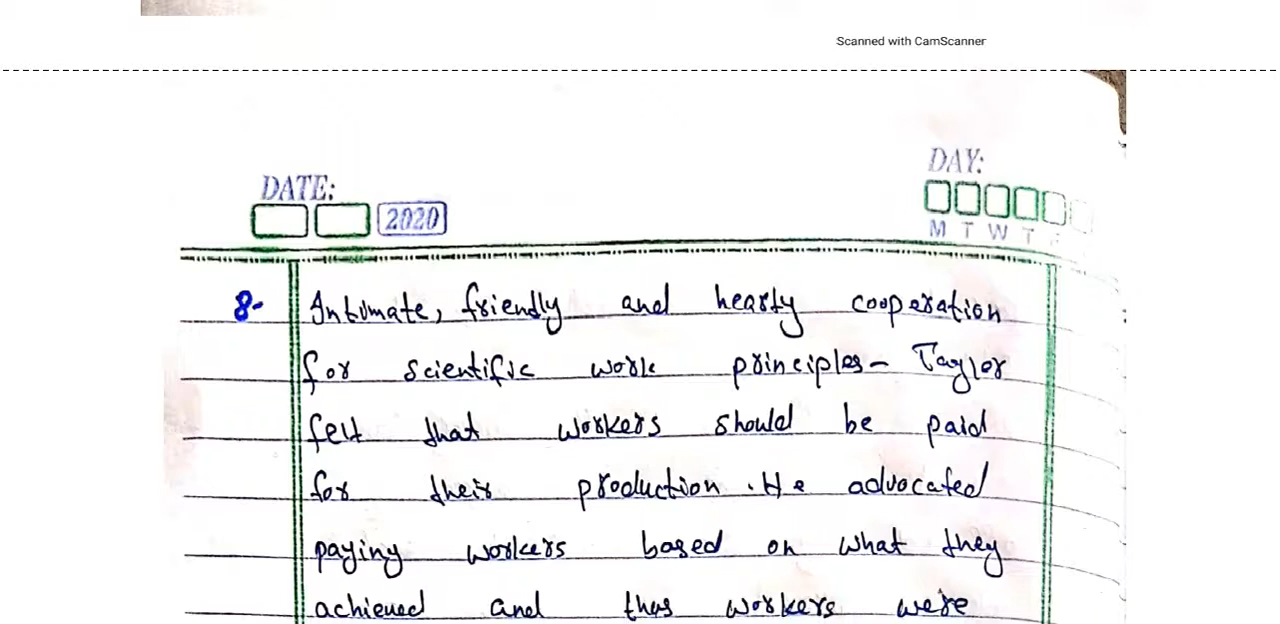 Scanned with CamScanner
DAY:
DATE:
2020
M T W T F
8- Intimate, friendly and hearty cooperation
for scientific work principles- Taylor
felt that workers should be paid
for their production. He advocated
paying workers based on what they
achieved and thus workers were